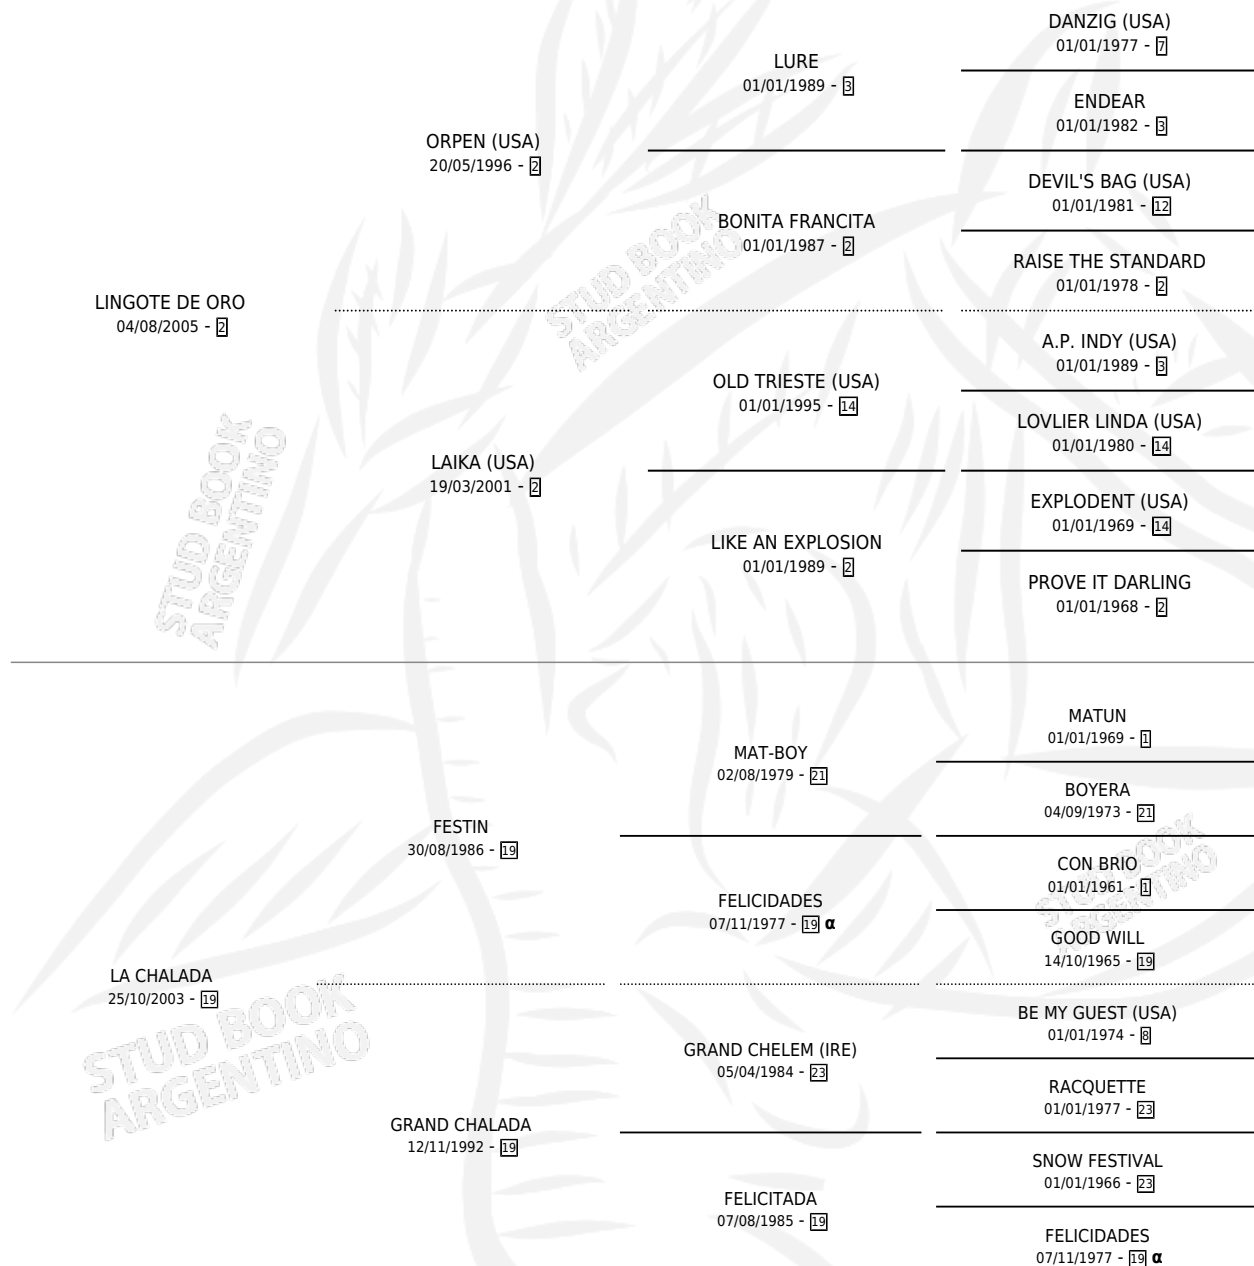 DANZIG (USA)
01/01/1977 - 7
LURE
01/01/1989 - 3
ENDEAR
01/01/1982 - 3
ORPEN (USA)
20/05/1996 - 2
DEVIL'S BAG (USA)
01/01/1981 - 12
BONITA FRANCITA
01/01/1987 - 2
RAISE THE STANDARD
01/01/1978 - 2
LINGOTE DE ORO
04/08/2005 - 2
A.P. INDY (USA)
01/01/1989 - 3
OLD TRIESTE (USA)
01/01/1995 - 14
LOVLIER LINDA (USA)
01/01/1980 - 14
LAIKA (USA)
19/03/2001 - 2
EXPLODENT (USA)
01/01/1969 - 14
LIKE AN EXPLOSION
01/01/1989 - 2
PROVE IT DARLING
01/01/1968 - 2
MATUN
01/01/1969 - 1
MAT-BOY
02/08/1979 - 21
BOYERA
04/09/1973 - 21
FESTIN
30/08/1986 - 19
CON BRIO
01/01/1961 - 1
FELICIDADES
07/11/1977 - 19 α
GOOD WILL
14/10/1965 - 19
LA CHALADA
25/10/2003 - 19
BE MY GUEST (USA)
01/01/1974 - 8
GRAND CHELEM (IRE)
05/04/1984 - 23
RACQUETTE
01/01/1977 - 23
GRAND CHALADA
12/11/1992 - 19
SNOW FESTIVAL
01/01/1966 - 23
FELICITADA
07/08/1985 - 19
FELICIDADES
07/11/1977 - 19 α
STUD BOOK
ARGENTINO
STUD BOOK
ARGENTINO
STUD BOOK
ARGENTINO
STUD BOOK
ARGENTINO